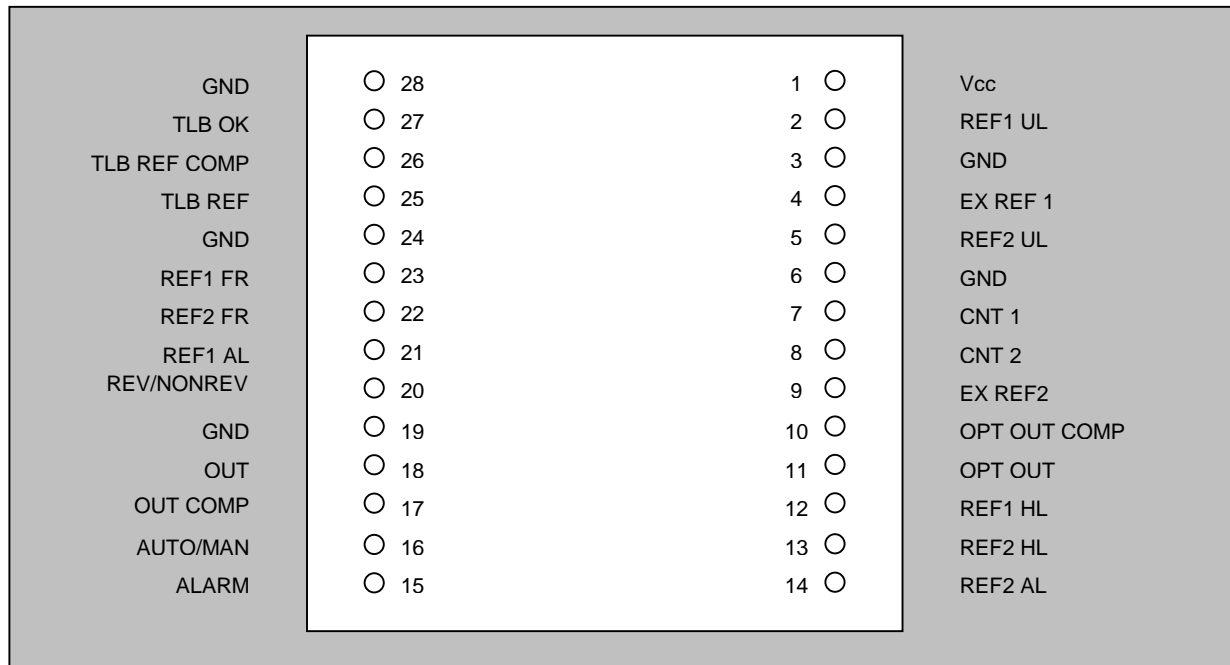 GND 28 1 Vcc
TLB OK 27 2 REF1 UL
TLB REF COMP 26 3 GND
TLB REF 25 4 EX REF 1
GND 24 5 REF2 UL
REF1 FR 23 6 GND
REF2 FR 22 7 CNT 1
REF1 AL 21 8 CNT 2
REV/NONREV 20 9 EX REF2
GND 19 10 OPT OUT COMP
OUT 18 11 OPT OUT
OUT COMP 17 12 REF1 HL
AUTO/MAN 16 13 REF2 HL
ALARM 15 14 REF2 AL